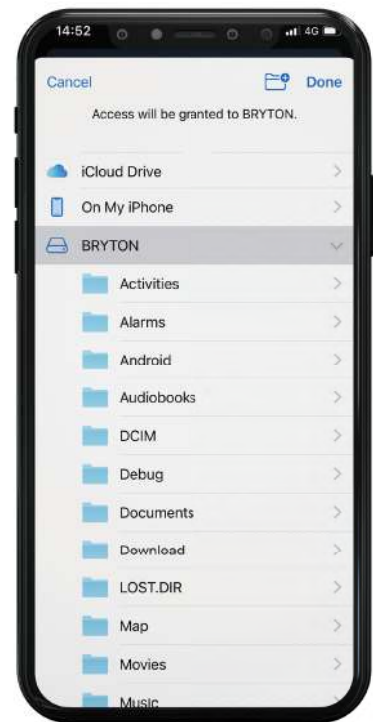 14:52 4G
Cancel Done
Access will be granted to BRYTON.
iCloud Drive
On My iPhone
BRYTON
Activities
Alarms
Android
Audiobooks
DCIM
Debug
Documents
Download
LOST.DIR
Map
Movies
Music